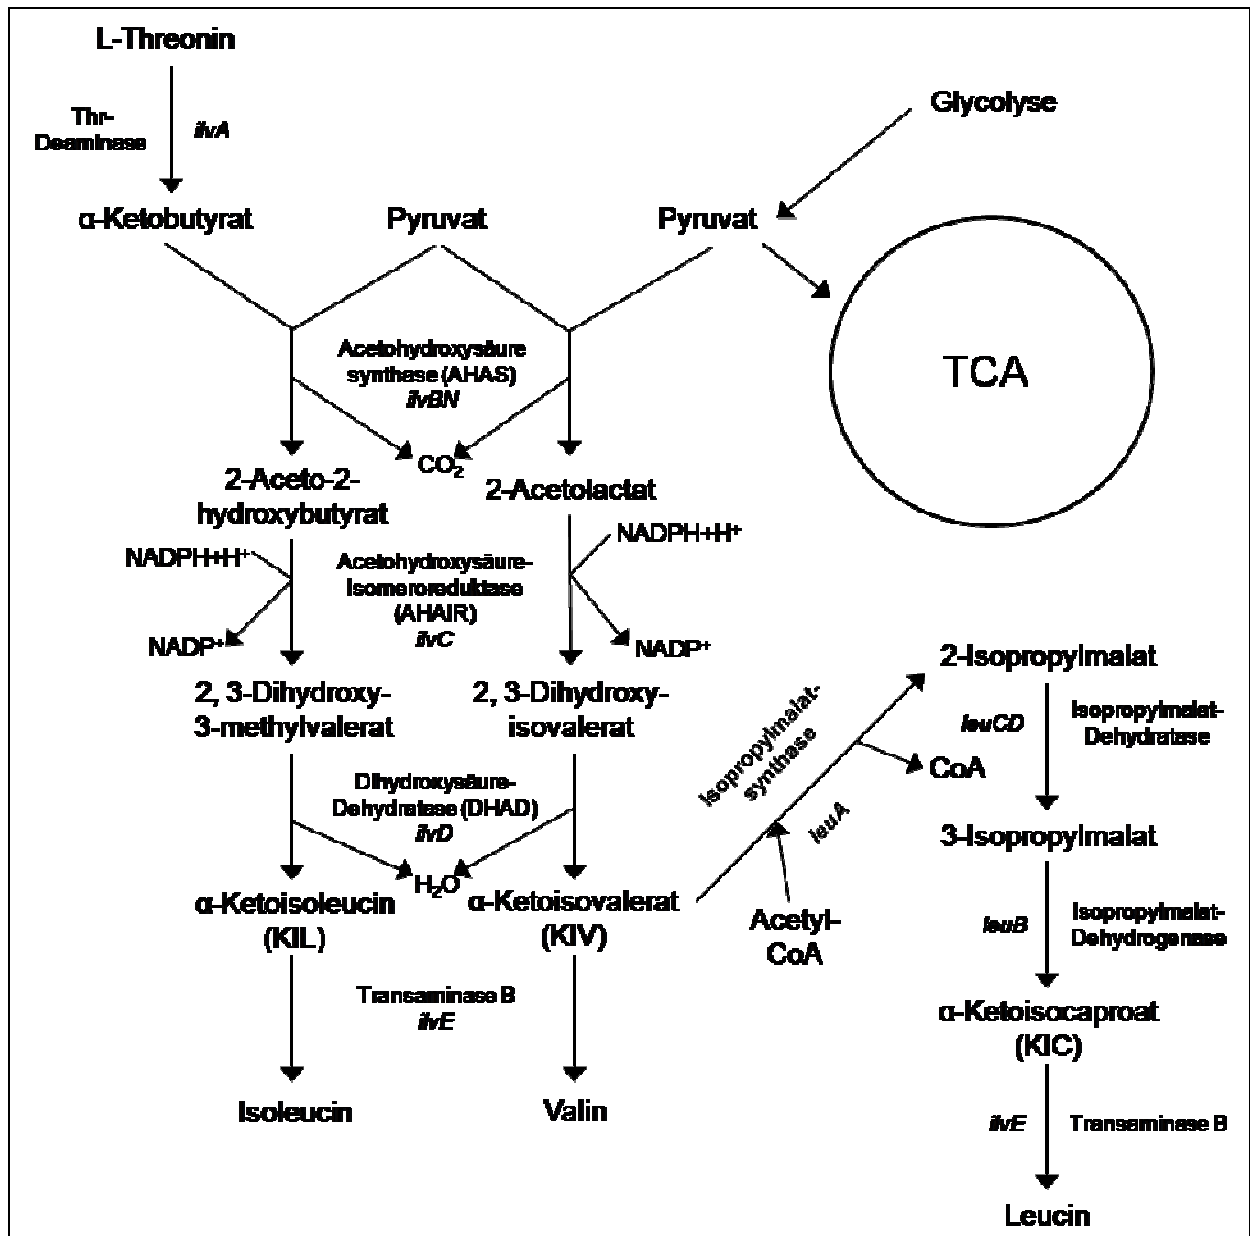 L-Threonin
Thr-
Deaminase
ilvA
Glycolyse
α-Ketobutyrat
Pyruvat
Pyruvat
TCA
Acetohydroxysäure
synthase (AHAS)
ilvBN
CO2
2-Aceto-2-
hydroxybutyrat
2-Acetolactat
NADPH+H+
NADPH+H+
Acetohydroxysäure-
Isomeroreduktase
(AHAIR)
ilvC
NADP+
NADP+
2, 3-Dihydroxy-
3-methylvalerat
2, 3-Dihydroxy-
isovalerat
Dihydroxysäure-
Dehydratase (DHAD)
ilvD
H2O
α-Ketoisoleucin
(KIL)
α-Ketoisovalerat
(KIV)
Transaminase B
ilvE
Isoleucin
Valin
Isopropylmalat-
synthase
leuA
Acetyl-
CoA
CoA
2-Isopropylmalat
leuCD
Isopropylmalat-
Dehydratase
3-Isopropylmalat
leuB
Isopropylmalat-
Dehydrogenase
α-Ketoisocaproat
(KIC)
ilvE
Transaminase B
Leucin